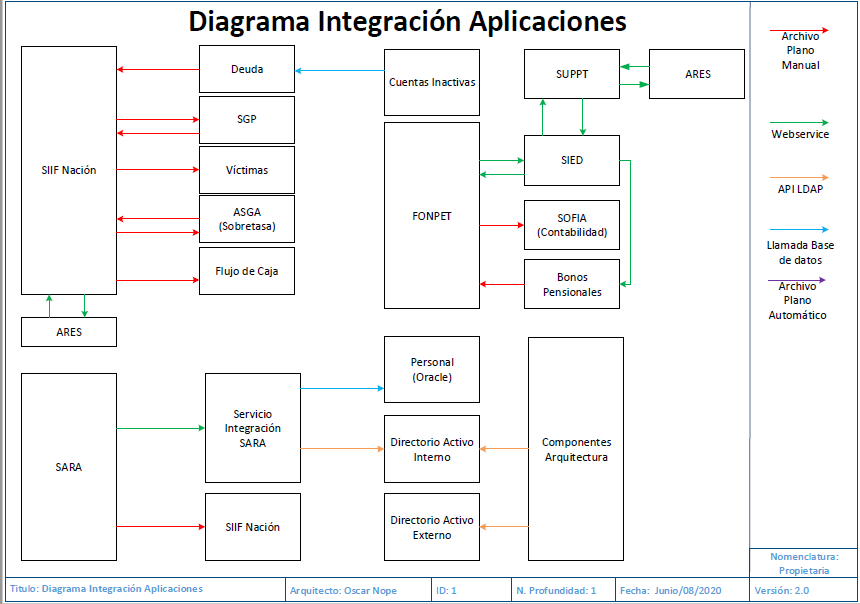 Diagrama Integración Aplicaciones
SIIF Nación
Deuda
SGP
Víctimas
ASGA
(Sobretasa)
Flujo de Caja
ARES
Cuentas Inactivas
FONPET
SUPPT
ARES
SIED
SOFIA
(Contabilidad)
Bonos
Pensionales
SARA
Servicio
Integración
SARA
SIIF Nación
Personal
(Oracle)
Directorio Activo
Interno
Directorio Activo
Externo
Componentes
Arquitectura
Archivo
Plano
Manual
Webservice
API LDAP
Llamada Base
de datos
Archivo
Plano
Automático
Nomenclatura:
Propietaria
Titulo: Diagrama Integración Aplicaciones
Arquitecto: Oscar Nope
ID: 1
N. Profundidad: 1
Fecha: Junio/08/2020
Versión: 2.0